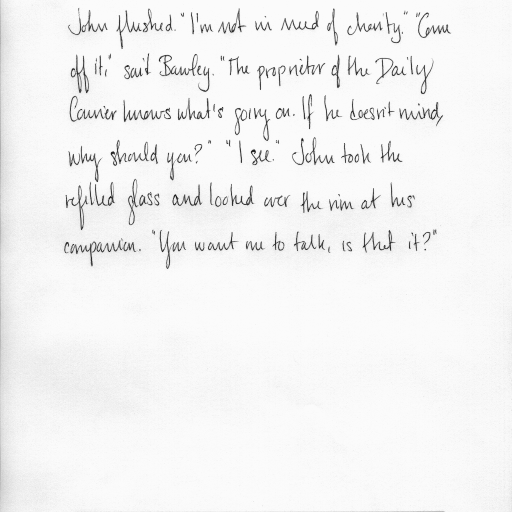 John flushed. "I'm not in need of charity." "Come
off it," said Bawley. "The proprietor of the Daily
Courier knows what's going on. If he doesn't mind,
why should you?" "I see." John took the
refilled glass and looked over the rim at his
companion. "You want me to talk, is that it?"